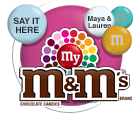 SAY IT
HERE
Maya &
Lauren
m
m
my
m&m's
CHOCOLATE CANDIES
BRAND